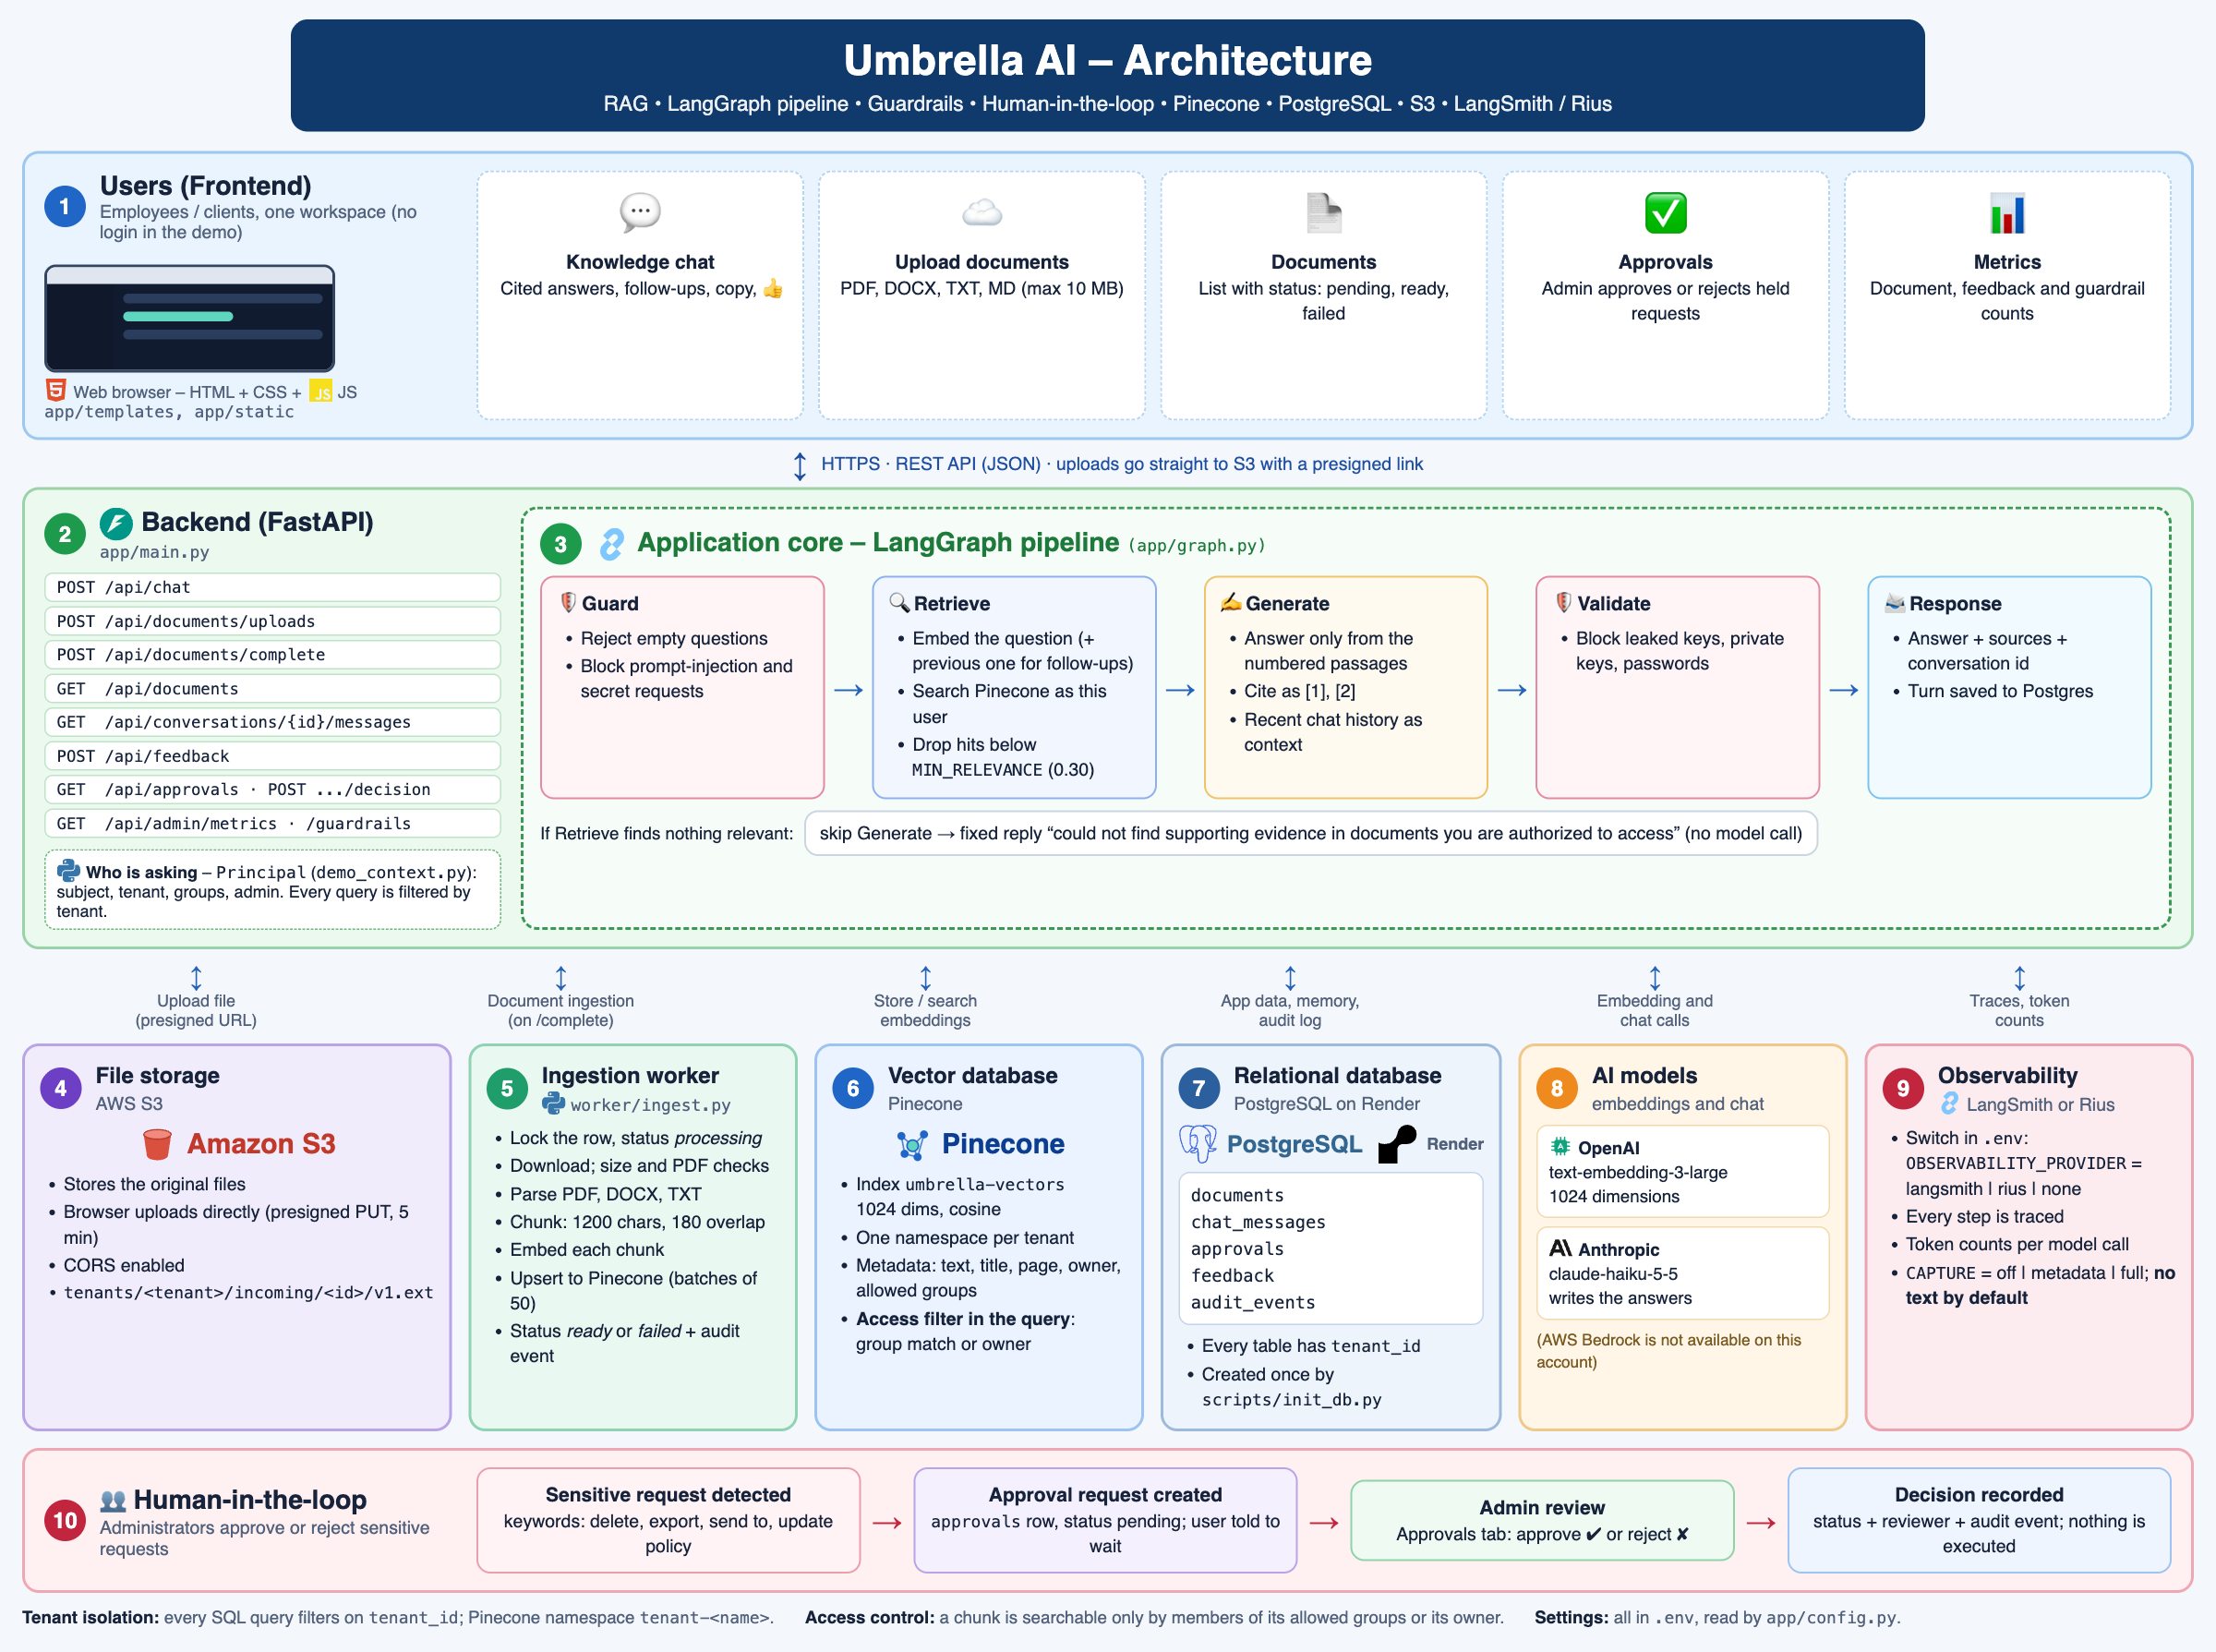 Umbrella AI – Architecture
RAG • LangGraph pipeline • Guardrails • Human-in-the-loop • Pinecone • PostgreSQL • S3 • LangSmith / Rius
1
Users (Frontend)
Employees / clients, one workspace (no
login in the demo)
5 Web browser – HTML + CSS + JS JS
app/templates, app/static
Knowledge chat
Cited answers, follow-ups, copy, 👍
Upload documents
PDF, DOCX, TXT, MD (max 10 MB)
Documents
List with status: pending, ready,
failed
Approvals
Admin approves or rejects held
requests
Metrics
Document, feedback and guardrail
counts
↕ HTTPS · REST API (JSON) · uploads go straight to S3 with a presigned link
2
Backend (FastAPI)
app/main.py
POST /api/chat
POST /api/documents/uploads
POST /api/documents/complete
GET /api/documents
GET /api/conversations/{id}/messages
POST /api/feedback
GET /api/approvals · POST .../decision
GET /api/admin/metrics · /guardrails
Who is asking – Principal (demo_context.py):
subject, tenant, groups, admin. Every query is filtered by
tenant.
3
Application core – LangGraph pipeline (app/graph.py)
Guard
• Reject empty questions
• Block prompt-injection and
secret requests
→
Retrieve
• Embed the question (+
previous one for follow-ups)
• Search Pinecone as this
user
• Drop hits below
MIN_RELEVANCE (0.30)
→
Generate
• Answer only from the
numbered passages
• Cite as [1], [2]
• Recent chat history as
context
→
Validate
• Block leaked keys, private
keys, passwords
→
Response
• Answer + sources +
conversation id
• Turn saved to Postgres
If Retrieve finds nothing relevant: skip Generate → fixed reply “could not find supporting evidence in documents you are authorized to access” (no model call)
↕
Upload file
(presigned URL)
↕
Document ingestion
(on /complete)
↕
Store / search
embeddings
↕
App data, memory,
audit log
↕
Embedding and
chat calls
↕
Traces, token
counts
4
File storage
AWS S3
Amazon S3
• Stores the original files
• Browser uploads directly (presigned PUT, 5
min)
• CORS enabled
• tenants/<tenant>/incoming/<id>/v1.ext
5
Ingestion worker
worker/ingest.py
• Lock the row, status processing
• Download; size and PDF checks
• Parse PDF, DOCX, TXT
• Chunk: 1200 chars, 180 overlap
• Embed each chunk
• Upsert to Pinecone (batches of
50)
• Status ready or failed + audit
event
6
Vector database
Pinecone
Pinecone
• Index umbrella-vectors
1024 dims, cosine
• One namespace per tenant
• Metadata: text, title, page, owner,
allowed groups
• Access filter in the query:
group match or owner
7
Relational database
PostgreSQL on Render
PostgreSQL Render
documents
chat_messages
approvals
feedback
audit_events
• Every table has tenant_id
• Created once by
scripts/init_db.py
8
AI models
embeddings and chat
OpenAI
text-embedding-3-large
1024 dimensions
Anthropic
claude-haiku-5-5
writes the answers
(AWS Bedrock is not available on this
account)
9
Observability
LangSmith or Rius
• Switch in .env:
OBSERVABILITY_PROVIDER =
langsmith | rius | none
• Every step is traced
• Token counts per model call
• CAPTURE = off | metadata | full; no
text by default
10
Human-in-the-loop
Administrators approve or reject sensitive
requests
Sensitive request detected
keywords: delete, export, send to, update
policy
→
Approval request created
approvals row, status pending; user told to
wait
→
Admin review
Approvals tab: approve ✔ or reject ✘
→
Decision recorded
status + reviewer + audit event; nothing is
executed
Tenant isolation: every SQL query filters on tenant_id; Pinecone namespace tenant-<name>. Access control: a chunk is searchable only by members of its allowed groups or its owner. Settings: all in .env, read by app/config.py.